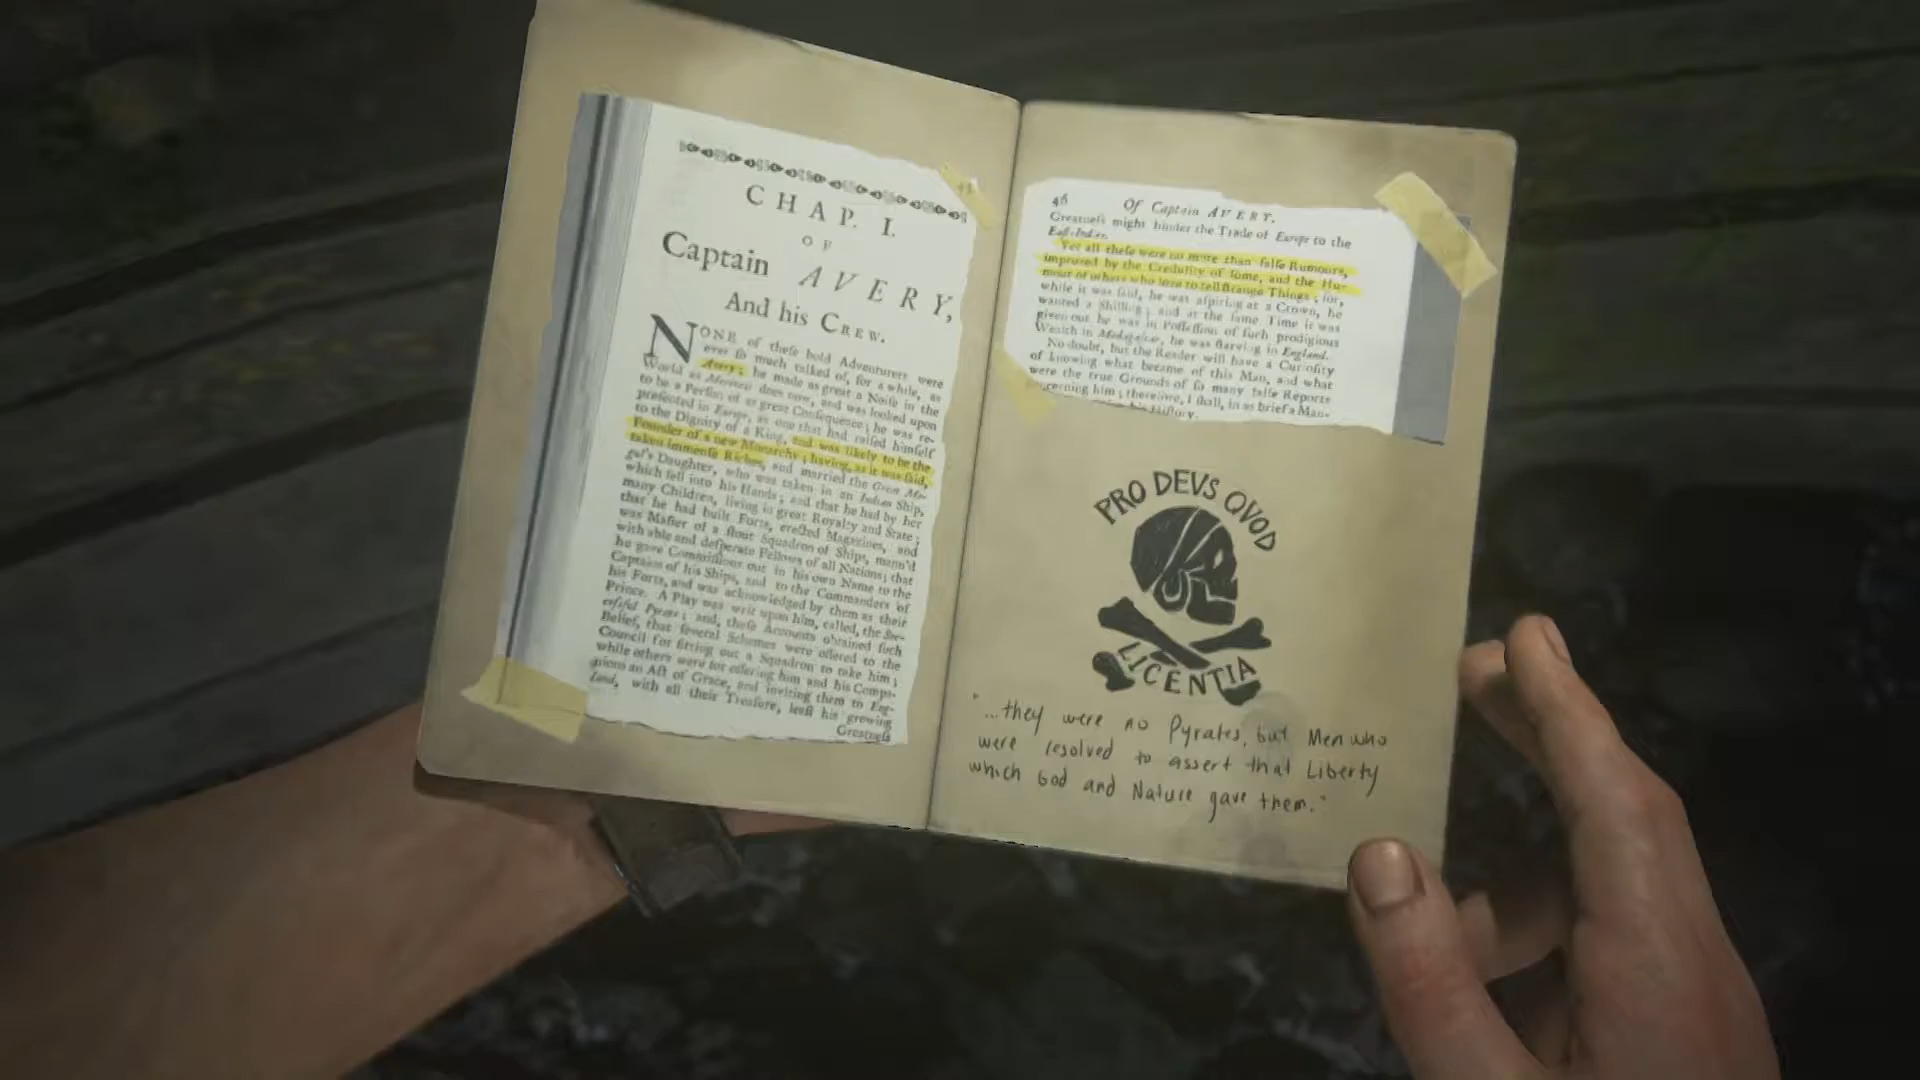 CHAP. I.
OF
Captain AVERY,
And his CREW.
NONE of theſe bold Adventurers were
ever ſo much talked of, for a while, as
Avery; he made as great a Noiſe in the
World as Meriveis does now, and was looked upon
to be a Perſon of as great Conſequence; he was re-
preſented in Europe, as one that had raiſed himſelf
to the Dignity of a King, and was likely to be the
Founder of a new Monarchy; having, as it was ſaid,
taken immenſe Riches, and married the Great Mo-
gul's Daughter, who was taken in an Indian Ship,
which fell into his Hands; and that he had by her
many Children, living in great Royalty and State;
that he had built Forts, erected Magazines, and
was Maſter of a ſtout Squadron of Ships, mann'd
with able and deſperate Fellows of all Nations; that
he gave Commiſſions out in his own Name to the
Captains of his Ships, and to the Commanders of
his Forts, and was acknowledged by them as their
Prince. A Play was writ upon him, called, the Suc-
ceſsful Pyrate; and, theſe Accounts obtained ſuch
Belief, that ſeveral Schemes were offered to the
Council for fitting out a Squadron to take him;
while others were for offering him and his Compa-
nions an Act of Grace, and inviting them to Eng-
land, with all their Treaſure, leaſt his growing
Greatneſs
46 Of Captain AVERY.
Greatneſs might hinder the Trade of Europe to the
Eaſt-Indies.
Yet all theſe were no more than falſe Rumours,
improved by the Credulity of ſome, and the Hu-
mour of others who love to tell ſtrange Things; for,
while it was ſaid, he was aſpiring at a Crown, he
wanted a Shilling; and at the ſame Time it was
given out he was in Poſſeſſion of ſuch prodigious
Wealth in Madagaſcar, he was ſtarving in England.
No doubt, but the Reader will have a Curioſity
of knowing what became of this Man, and what
were the true Grounds of ſo many falſe Reports
concerning him; therefore, I ſhall, in as brief a Man-
his Hiſtory.
PRO DEVS QVOD
LICENTIA
"...they were no Pyrates, but Men who
were resolved to assert that Liberty
which God and Nature gave them."